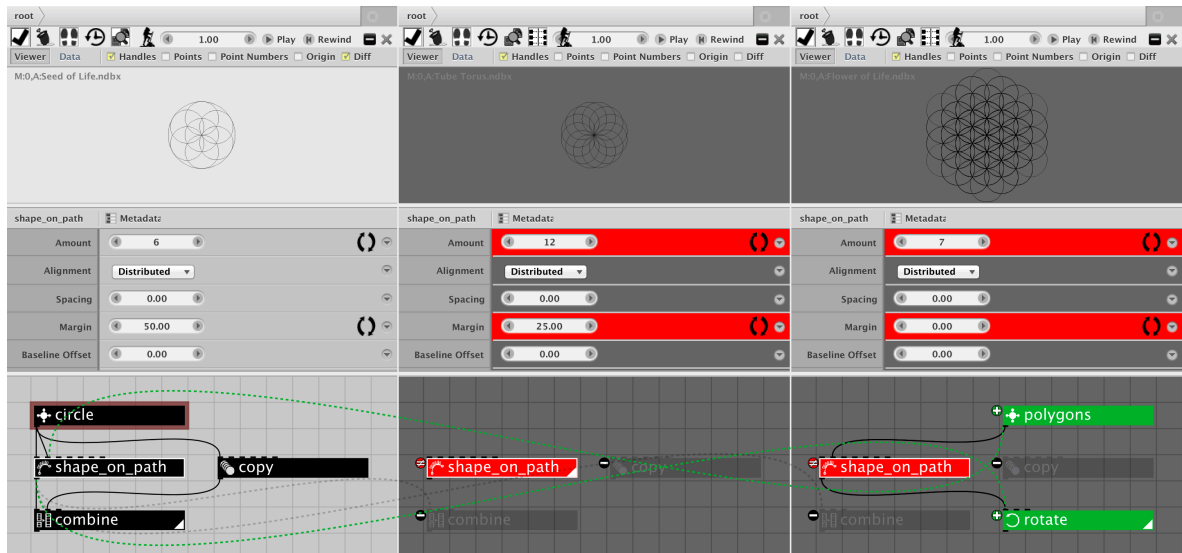 root root root
1.00 Play Rewind 1.00 Play Rewind 1.00 Play Rewind
Viewer Data Handles Points Point Numbers Origin Diff Viewer Data Handles Points Point Numbers Origin Diff Viewer Data Handles Points Point Numbers Origin Diff
M:0,A:Seed of Life.ndbx M:0,A:Tube Torus.ndbx M:0,A:Flower of Life.ndbx
shape_on_path Metadata shape_on_path Metadata shape_on_path Metadata
Amount 6 Amount 12 Amount 7
Alignment Distributed Alignment Distributed Alignment Distributed
Spacing 0.00 Spacing 0.00 Spacing 0.00
Margin 50.00 Margin 25.00 Margin 0.00
Baseline Offset 0.00 Baseline Offset 0.00 Baseline Offset 0.00
circle polygons
shape_on_path copy shape_on_path copy shape_on_path copy
combine combine combine rotate